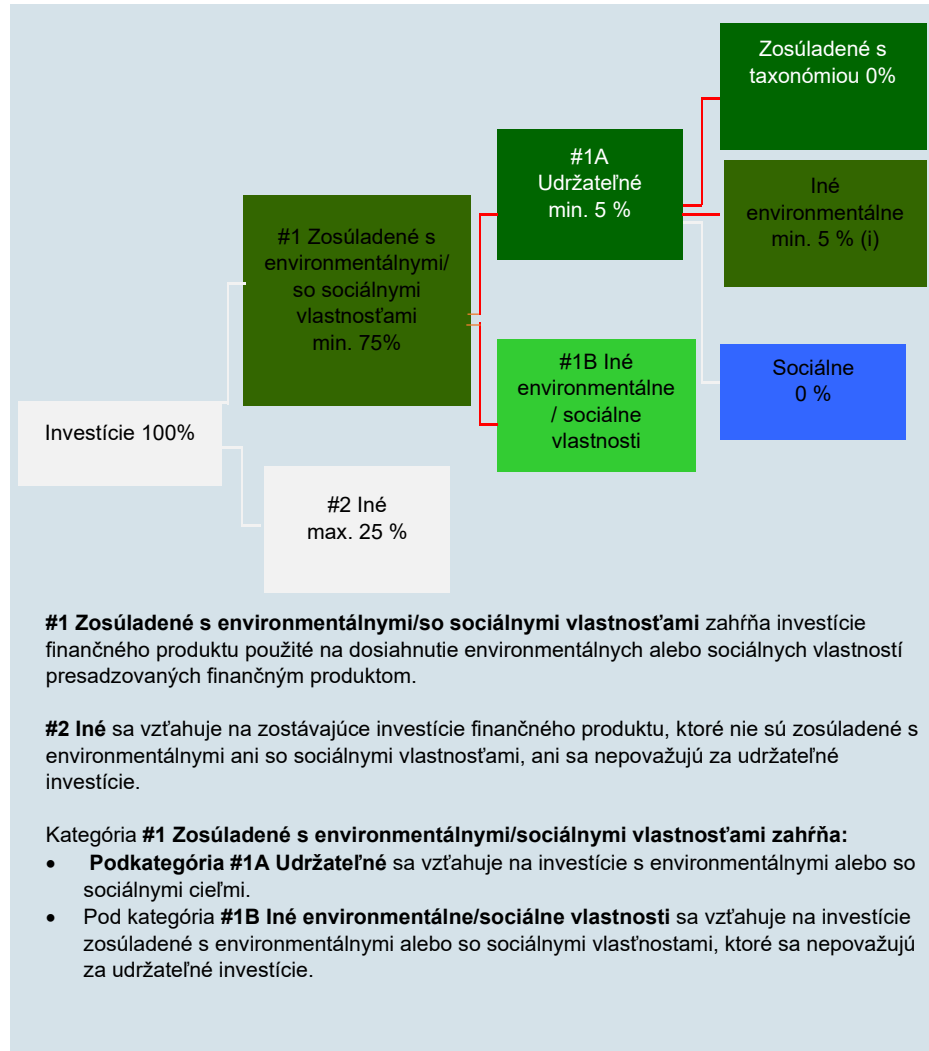 Investície 100%
#1 Zosúladené s
environmentálnymi/
so sociálnymi
vlastnosťami
min. 75%
#2 Iné
max. 25 %
#1A
Udržateľné
min. 5 %
#1B Iné
environmentálne
/ sociálne
vlastnosti
Zosúladené s
taxonómiou 0%
Iné
environmentálne
min. 5 % (i)
Sociálne
0 %
#1 Zosúladené s environmentálnymi/so sociálnymi vlastnosťami zahŕňa investície
finančného produktu použité na dosiahnutie environmentálnych alebo sociálnych vlastností
presadzovaných finančným produktom.
#2 Iné sa vzťahuje na zostávajúce investície finančného produktu, ktoré nie sú zosúladené s
environmentálnymi ani so sociálnymi vlastnosťami, ani sa nepovažujú za udržateľné
investície.
Kategória #1 Zosúladené s environmentálnymi/sociálnymi vlastnosťami zahŕňa:
• Podkategória #1A Udržateľné sa vzťahuje na investície s environmentálnymi alebo so
sociálnymi cieľmi.
• Pod kategória #1B Iné environmentálne/sociálne vlastnosti sa vzťahuje na investície
zosúladené s environmentálnymi alebo so sociálnymi vlasťnostami, ktoré sa nepovažujú
za udržateľné investície.